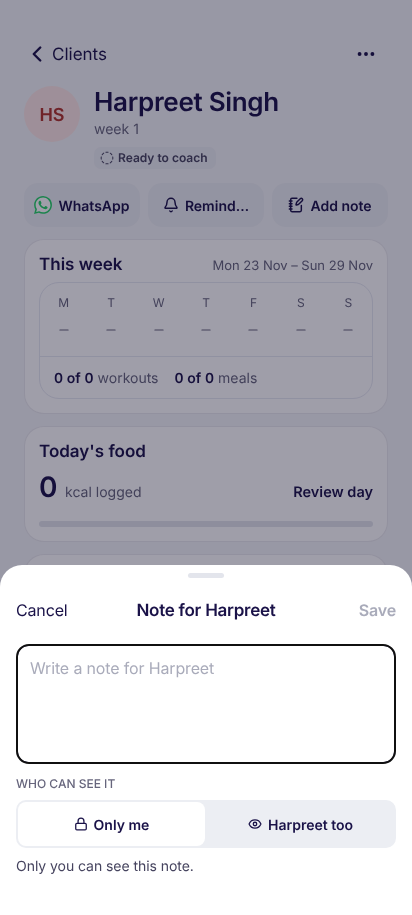 Clients
HS
Harpreet Singh
week 1
Ready to coach
WhatsApp
Remind...
Add note
This week
Mon 23 Nov – Sun 29 Nov
M T W T F S S
– – – – – – –
0 of 0 workouts 0 of 0 meals
Today's food
0 kcal logged
Review day
Cancel
Note for Harpreet
Save
Write a note for Harpreet
WHO CAN SEE IT
Only me
Harpreet too
Only you can see this note.